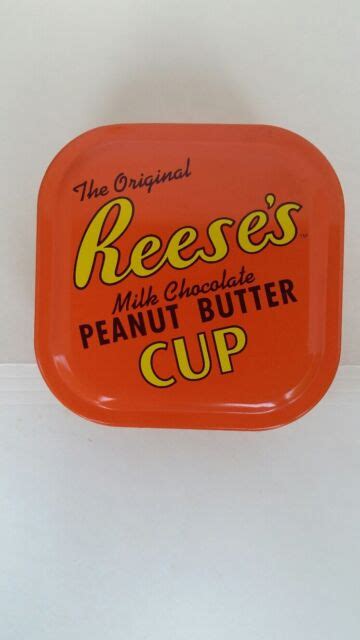 The Original
Reese's
Milk Chocolate
PEANUT BUTTER
CUP